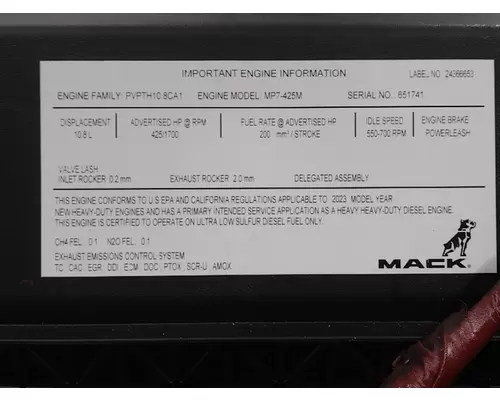 IMPORTANT ENGINE INFORMATION
LABEL NO. 24366653
ENGINE FAMILY: PVPTH10.8CA1 ENGINE MODEL: MP7-425M SERIAL NO.: 651741
DISPLACEMENT ADVERTISED HP @ RPM FUEL RATE @ ADVERTISED HP IDLE SPEED ENGINE BRAKE
10.8 L 425/1700 200 mm³ / STROKE 550-700 RPM POWERLEASH
VALVE LASH
INLET ROCKER 0.2 mm EXHAUST ROCKER 2.0 mm DELEGATED ASSEMBLY
THIS ENGINE CONFORMS TO U.S EPA AND CALIFORNIA REGULATIONS APPLICABLE TO 2023 MODEL YEAR
NEW HEAVY-DUTY ENGINES AND HAS A PRIMARY INTENDED SERVICE APPLICATION AS A HEAVY HEAVY-DUTY DIESEL ENGINE
THIS ENGINE IS CERTIFIED TO OPERATE ON ULTRA LOW SULFUR DIESEL FUEL ONLY.
CH4 FEL: 0.1 N2O FEL: 0.1
EXHAUST EMISSIONS CONTROL SYSTEM
TC, CAC, EGR, DDI, ECM, DOC, PTOX, SCR-U, AMOX
MACK